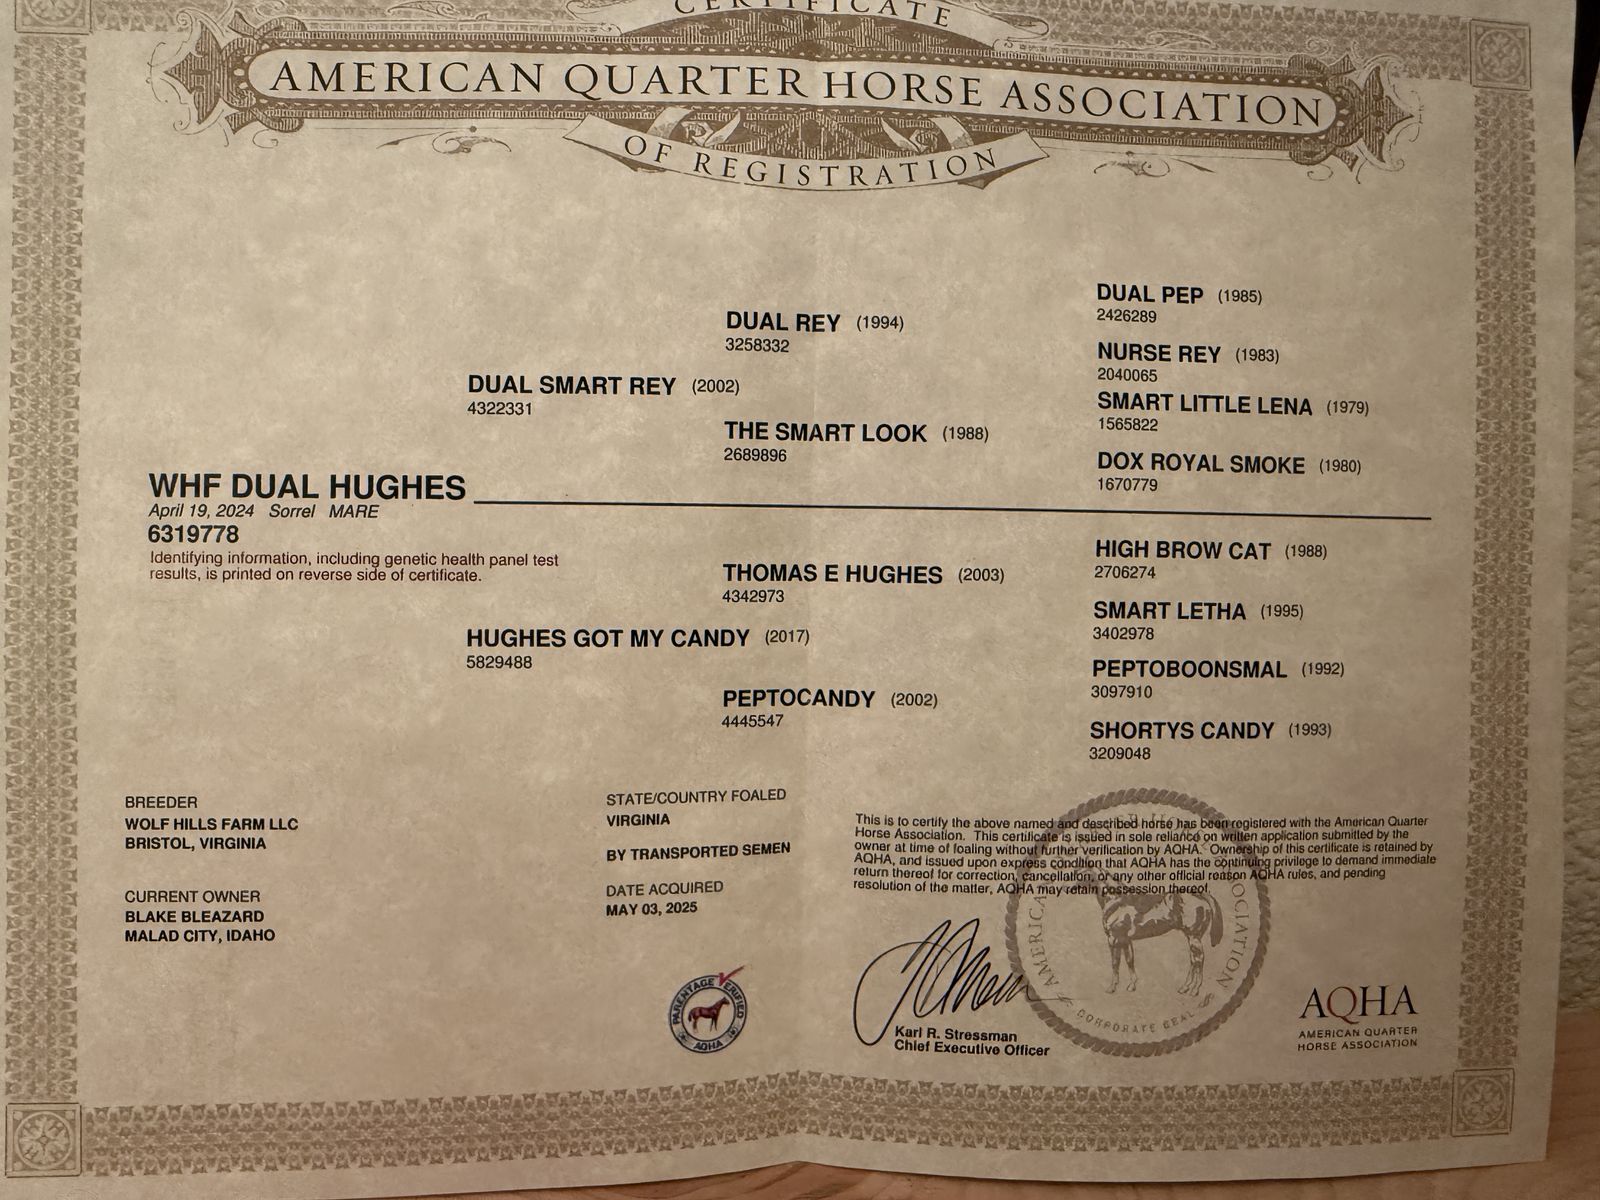 CERTIFICATE
AMERICAN QUARTER HORSE ASSOCIATION
OF REGISTRATION
DUAL PEP (1985)
2426289
DUAL REY (1994)
3258332
NURSE REY (1983)
2040065
DUAL SMART REY (2002)
4322331
SMART LITTLE LENA (1979)
1565822
THE SMART LOOK (1988)
2689896
DOX ROYAL SMOKE (1980)
1670779
WHF DUAL HUGHES
April 19, 2024 Sorrel MARE
6319778
Identifying information, including genetic health panel test
results, is printed on reverse side of certificate.
HIGH BROW CAT (1988)
2706274
THOMAS E HUGHES (2003)
4342973
SMART LETHA (1995)
3402978
HUGHES GOT MY CANDY (2017)
5829488
PEPTOBOONSMAL (1992)
3097910
PEPTOCANDY (2002)
4445547
SHORTYS CANDY (1993)
3209048
BREEDER
WOLF HILLS FARM LLC
BRISTOL, VIRGINIA
CURRENT OWNER
BLAKE BLEAZARD
MALAD CITY, IDAHO
STATE/COUNTRY FOALED
VIRGINIA
BY TRANSPORTED SEMEN
DATE ACQUIRED
MAY 03, 2025
This is to certify the above named and described horse has been registered with the American Quarter
Horse Association. This certificate is issued in sole reliance on written application submitted by the
owner at time of foaling without further verification by AQHA. Ownership of this certificate is retained by
AQHA, and issued upon express condition that AQHA has the continuing privilege to demand immediate
return thereof for correction, cancellation, or any other official reason AQHA rules, and pending
resolution of the matter, AQHA may retain possession thereof.
PARENTAGE VERIFIED
AQHA
Karl R. Stressman
Chief Executive Officer
AMERICAN QUARTER HORSE ASSOCIATION
CORPORATE SEAL
AQHA
AMERICAN QUARTER
HORSE ASSOCIATION